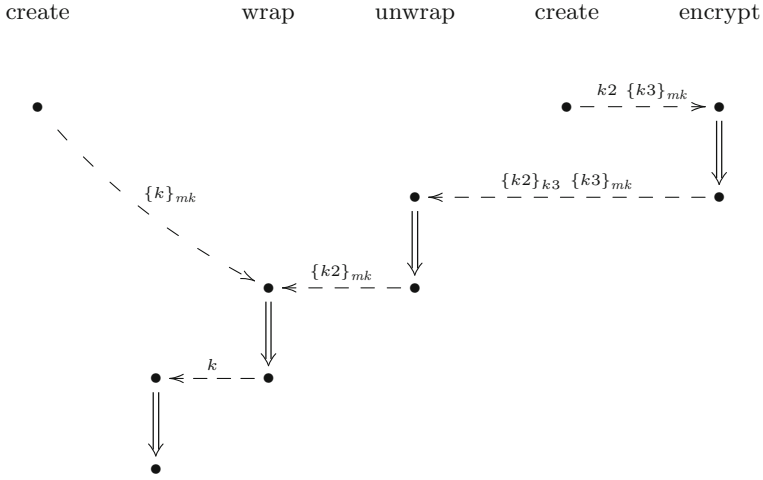 create wrap unwrap create encrypt
k2 {k3}mk
{k2}k3 {k3}mk
{k}mk
{k2}mk
k